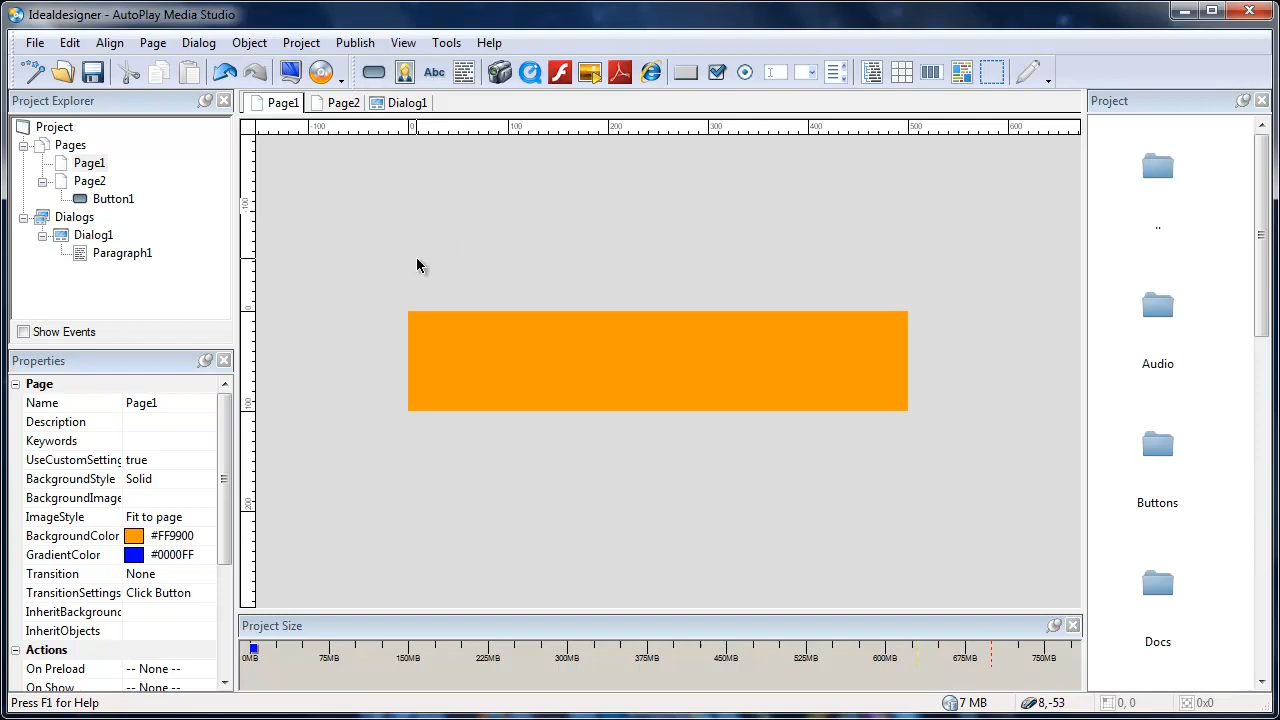 Idealdesigner - AutoPlay Media Studio
File Edit Align Page Dialog Object Project Publish View Tools Help
Abc
Project Explorer
Page1 Page2 Dialog1
Project
-100 0 100 200 300 400 500 600
Project
Pages
Page1
Page2
Button1
Dialogs
Dialog1
Paragraph1
Show Events
-100
0
100
200
..
Audio
Buttons
Docs
Properties
Page
Name Page1
Description
Keywords
UseCustomSetting true
BackgroundStyle Solid
BackgroundImage
ImageStyle Fit to page
BackgroundColor #FF9900
GradientColor #0000FF
Transition None
TransitionSettings Click Button
InheritBackground
InheritObjects
Actions
On Preload -- None --
On Show -- None --
Project Size
0MB 75MB 150MB 225MB 300MB 375MB 450MB 525MB 600MB 675MB 750MB
Press F1 for Help
7 MB 8,-53 0, 0 0x0